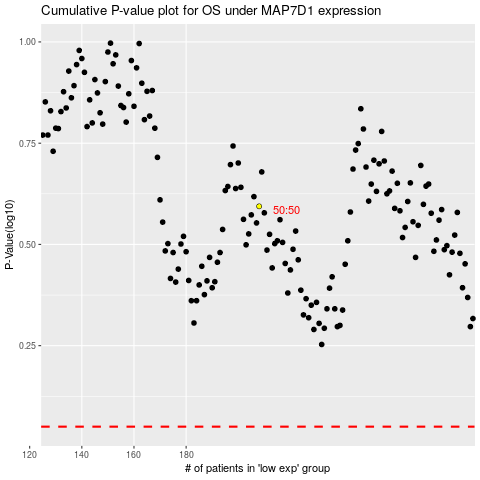 Cumulative P-value plot for OS under MAP7D1 expression
P-Value(log10)
1.00
0.75
0.50
0.25
50:50
120 140 160 180
# of patients in 'low exp' group